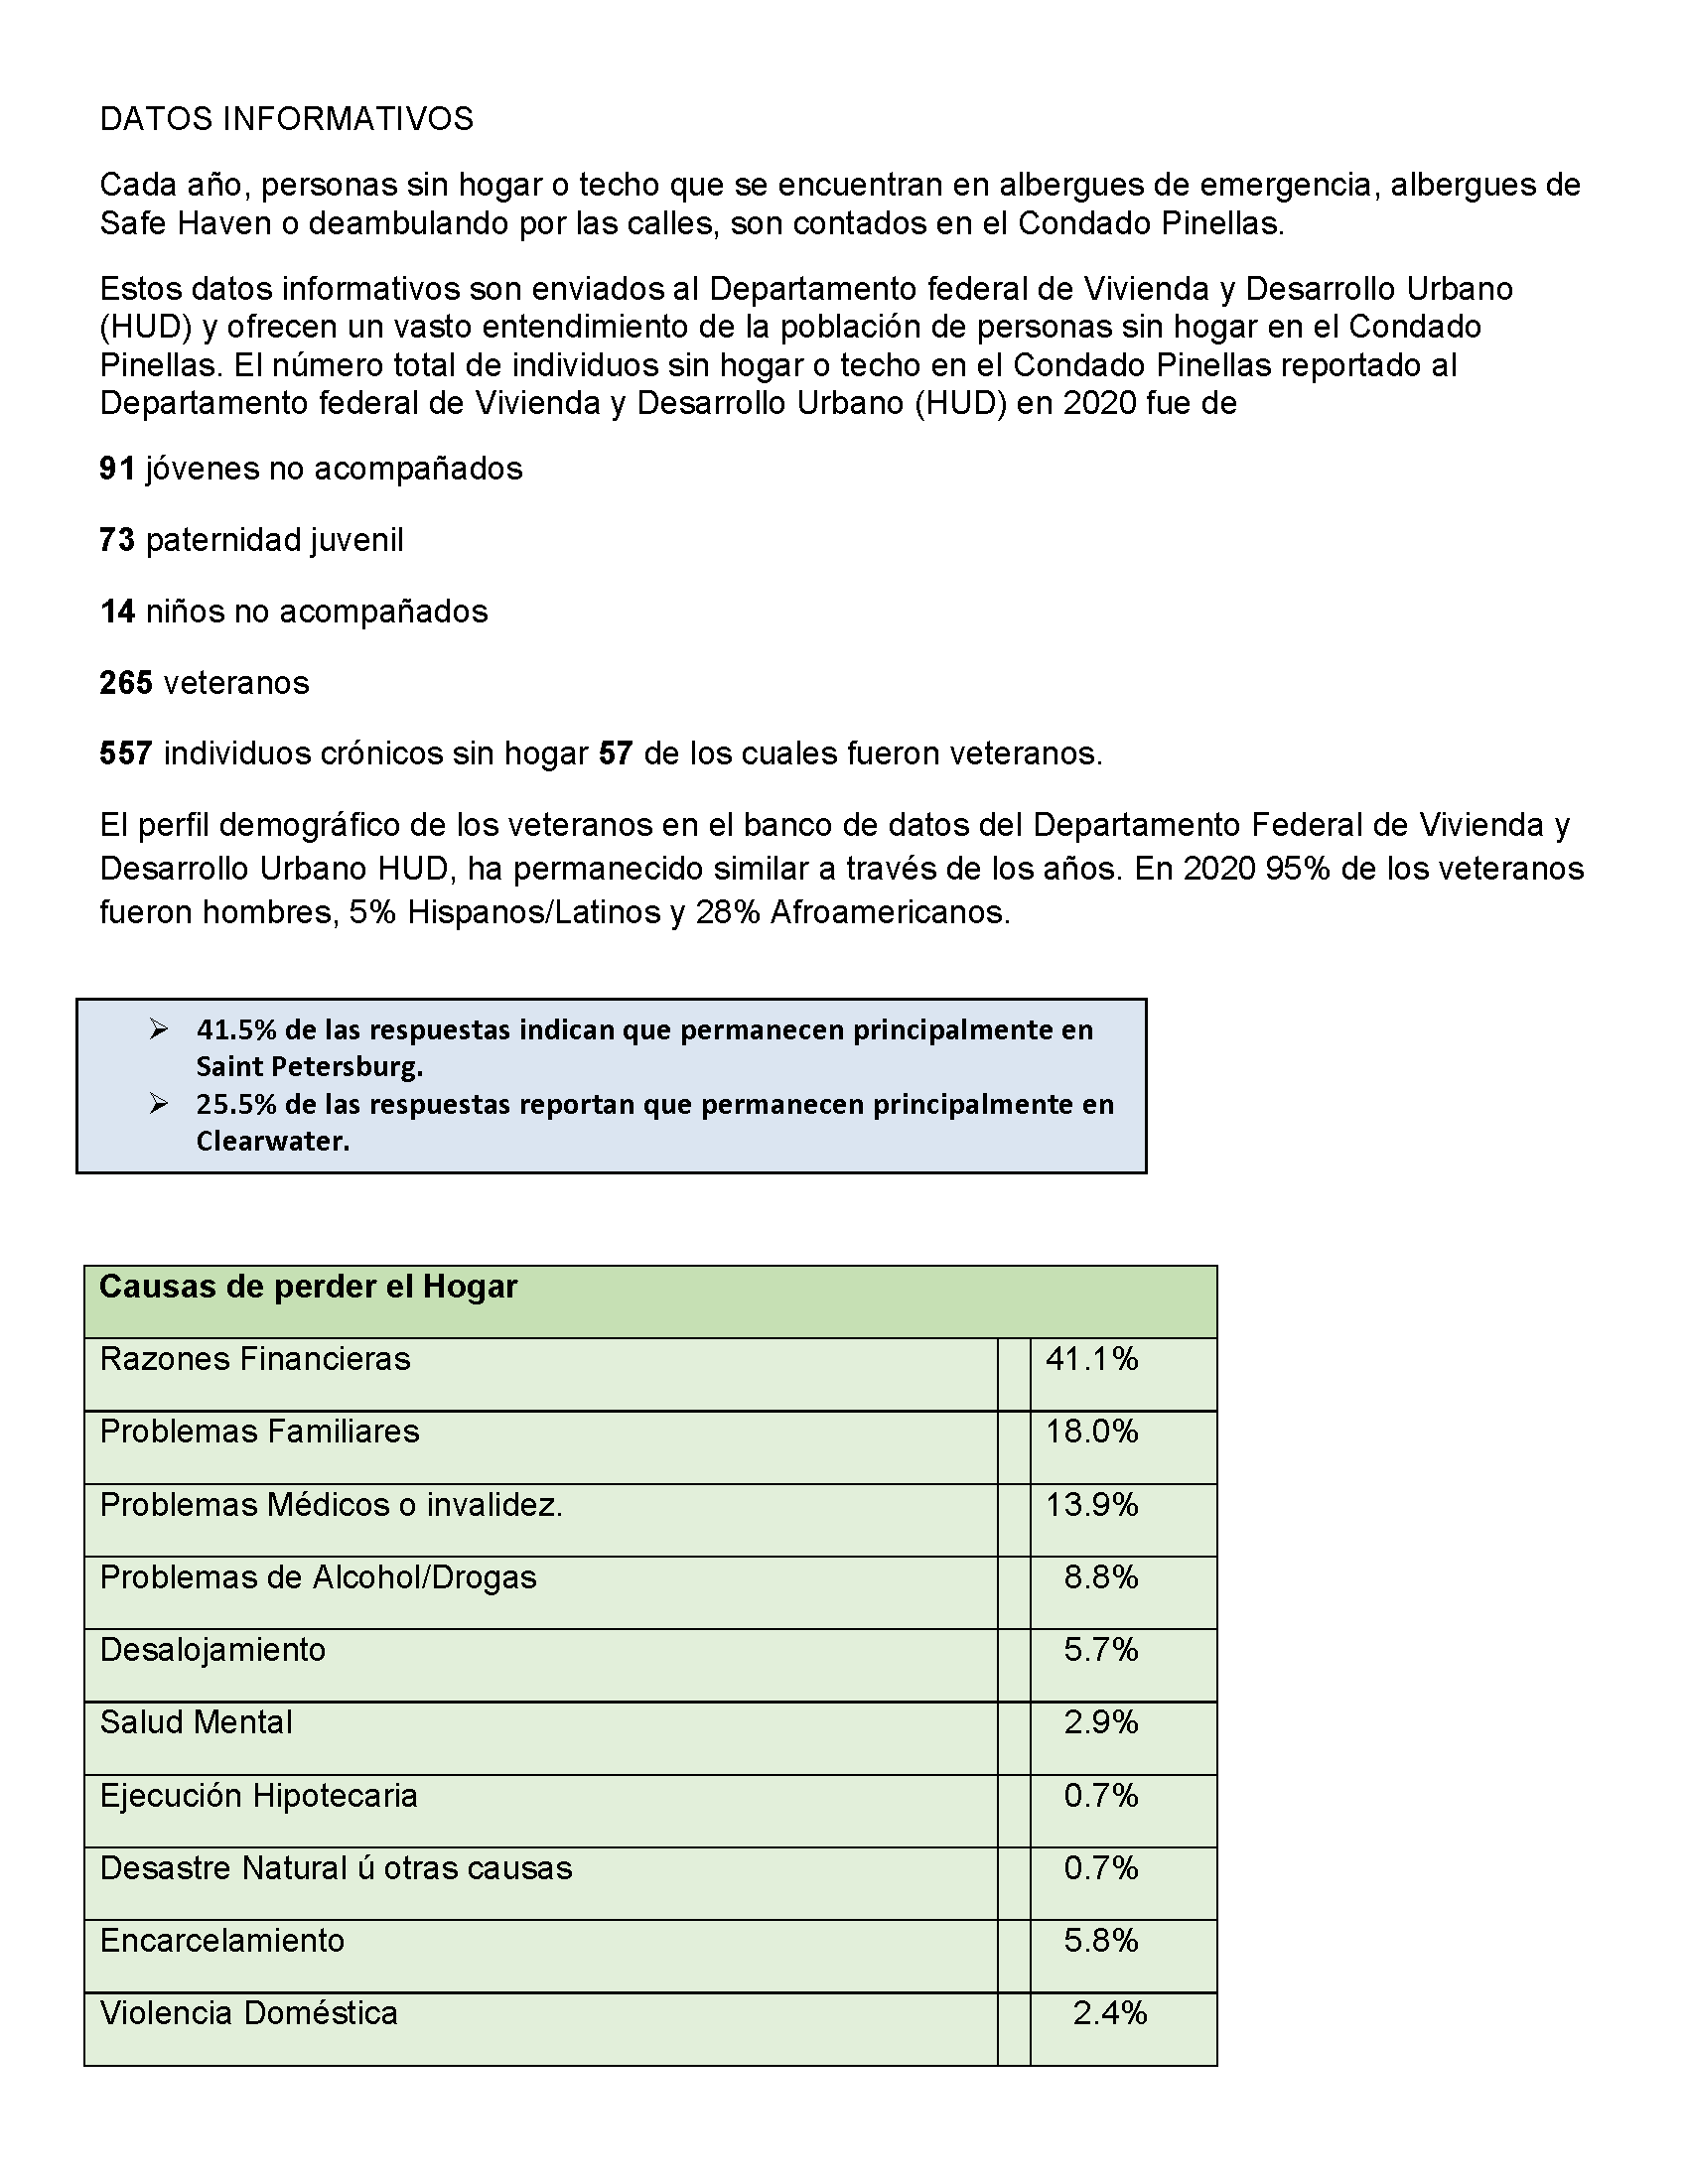 DATOS INFORMATIVOS
Cada año, personas sin hogar o techo que se encuentran en albergues de emergencia, albergues de
Safe Haven o deambulando por las calles, son contados en el Condado Pinellas.
Estos datos informativos son enviados al Departamento federal de Vivienda y Desarrollo Urbano
(HUD) y ofrecen un vasto entendimiento de la población de personas sin hogar en el Condado
Pinellas. El número total de individuos sin hogar o techo en el Condado Pinellas reportado al
Departamento federal de Vivienda y Desarrollo Urbano (HUD) en 2020 fue de
91 jóvenes no acompañados
73 paternidad juvenil
14 niños no acompañados
265 veteranos
557 individuos crónicos sin hogar 57 de los cuales fueron veteranos.
El perfil demográfico de los veteranos en el banco de datos del Departamento Federal de Vivienda y
Desarrollo Urbano HUD, ha permanecido similar a través de los años. En 2020 95% de los veteranos
fueron hombres, 5% Hispanos/Latinos y 28% Afroamericanos.
➢ 41.5% de las respuestas indican que permanecen principalmente en
Saint Petersburg.
➢ 25.5% de las respuestas reportan que permanecen principalmente en
Clearwater.
Causas de perder el Hogar
Razones Financieras 41.1%
Problemas Familiares 18.0%
Problemas Médicos o invalidez. 13.9%
Problemas de Alcohol/Drogas 8.8%
Desalojamiento 5.7%
Salud Mental 2.9%
Ejecución Hipotecaria 0.7%
Desastre Natural ú otras causas 0.7%
Encarcelamiento 5.8%
Violencia Doméstica 2.4%